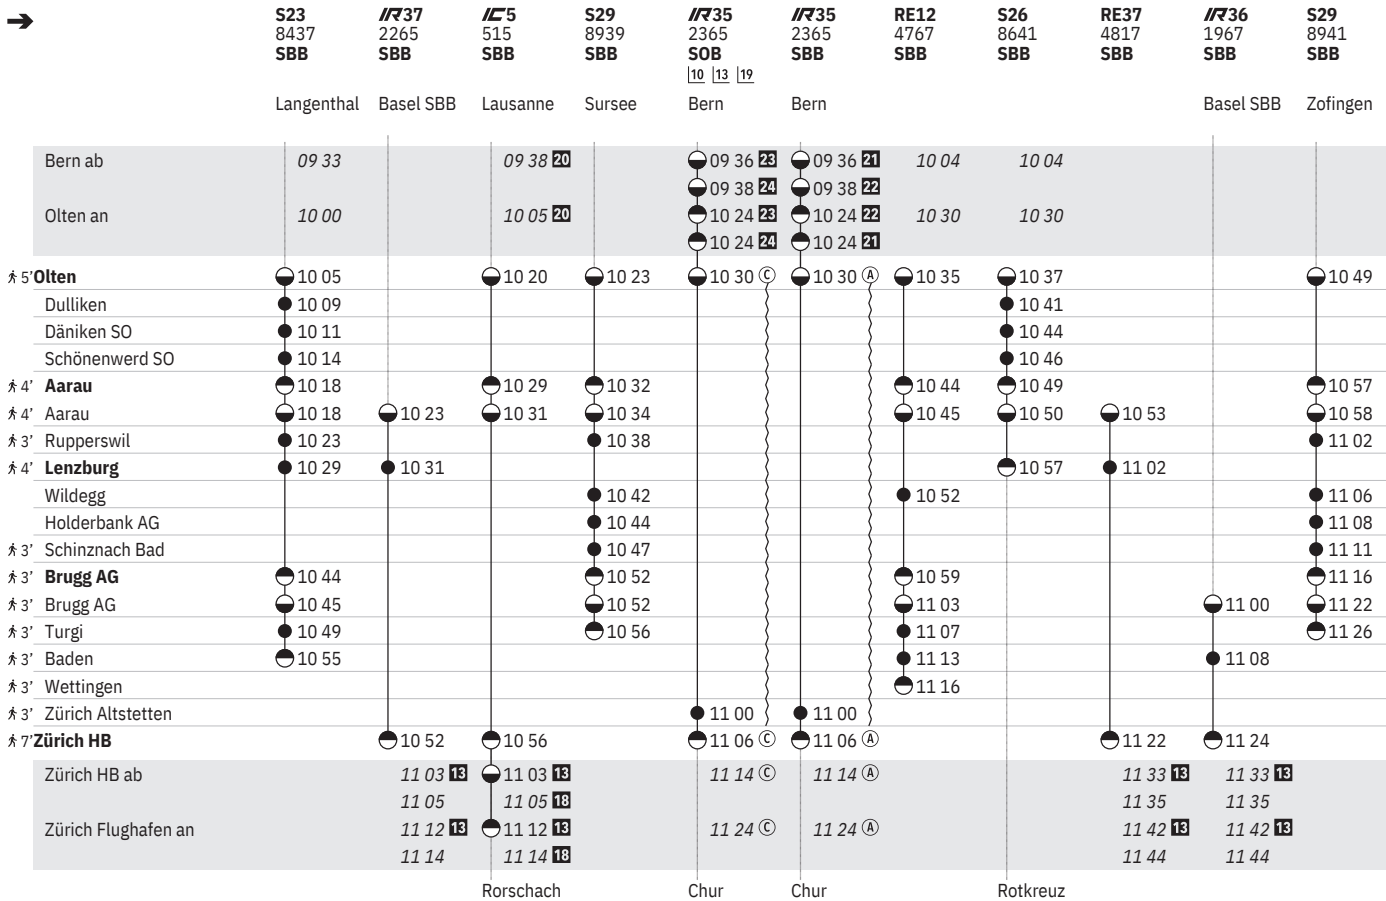 S23 IR37 IC5 S29 IR35 IR35 RE12 S26 RE37 IR36 S29
8437 2265 515 8939 2365 2365 4767 8641 4817 1967 8941
SBB SBB SBB SBB SOB SBB SBB SBB SBB SBB SBB
10 13 19
Langenthal Basel SBB Lausanne Sursee Bern Bern Basel SBB Zofingen
Bern ab 09 33 09 38 20 09 36 23 09 36 21 10 04 10 04
09 38 24 09 38 22
Olten an 10 00 10 05 20 10 24 23 10 24 22 10 30 10 30
10 24 24 10 24 21
5’ Olten 10 05 10 20 10 23 10 30 C 10 30 A 10 35 10 37 10 49
Dulliken 10 09 10 41
Däniken SO 10 11 10 44
Schönenwerd SO 10 14 10 46
4’ Aarau 10 18 10 29 10 32 10 44 10 49 10 57
4’ Aarau 10 18 10 23 10 31 10 34 10 45 10 50 10 53 10 58
3’ Rupperswil 10 23 10 38 11 02
4’ Lenzburg 10 29 10 31 10 57 11 02
Wildegg 10 42 10 52 11 06
Holderbank AG 10 44 11 08
3’ Schinznach Bad 10 47 11 11
3’ Brugg AG 10 44 10 52 10 59 11 16
3’ Brugg AG 10 45 10 52 11 03 11 00 11 22
3’ Turgi 10 49 10 56 11 07 11 26
3’ Baden 10 55 11 13 11 08
3’ Wettingen 11 16
3’ Zürich Altstetten 11 00 11 00
7’ Zürich HB 10 52 10 56 11 06 C 11 06 A 11 22 11 24
Zürich HB ab 11 03 13 11 03 13 11 14 C 11 14 A 11 33 13 11 33 13
11 05 11 05 18 11 35 11 35
Zürich Flughafen an 11 12 13 11 12 13 11 24 C 11 24 A 11 42 13 11 42 13
11 14 11 14 18 11 44 11 44
Rorschach Chur Chur Rotkreuz